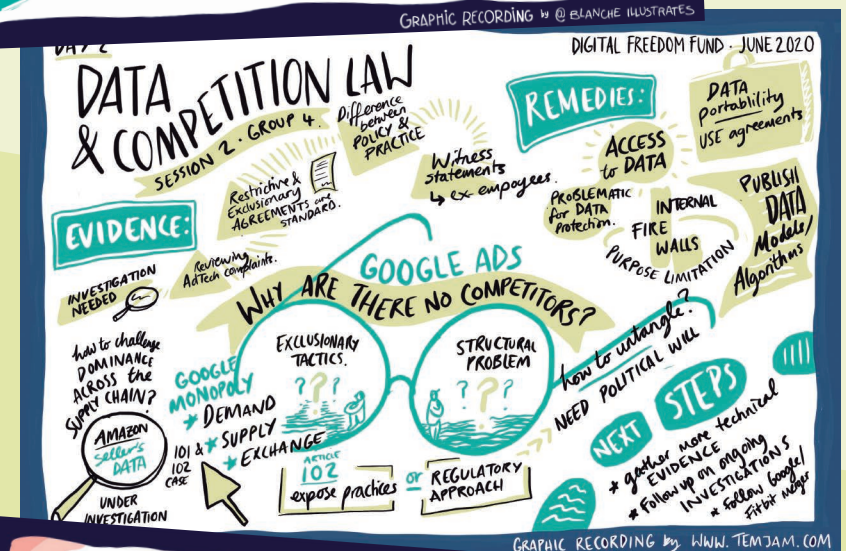 GRAPHIC RECORDING by @ BLANCHE ILLUSTRATES
DAY 2
DATA
& COMPETITION LAW
SESSION 2 · GROUP 4.
DIGITAL FREEDOM FUND · JUNE 2020
EVIDENCE:
INVESTIGATION
NEEDED
Reviewing
AdTech complaints.
Restrictive &
Exclusionary
AGREEMENTS are
STANDARD.
Difference
between
POLICY &
PRACTICE
Witness
statements
↳ ex-empoyees.
REMEDIES:
ACCESS
to DATA
PROBLEMATIC
for DATA
Protection.
INTERNAL
FIRE
WALLS
PURPOSE LIMITATION
DATA
portability
USE agreements
PUBLISH
DATA
Models/
Algorithms
GOOGLE ADS
WHY ARE THERE NO COMPETITORS?
EXCLUSIONARY
TACTICS.
? ? ?
STRUCTURAL
PROBLEM
? ? ?
how to untangle?
NEED POLITICAL WILL
how to challenge
DOMINANCE
ACROSS the
SUPPLY CHAIN?
AMAZON
seller's
DATA
UNDER
INVESTIGATION
101 &
102
CASE
GOOGLE
MONOPOLY
* DEMAND
* SUPPLY
* EXCHANGE
ARTICLE
102
expose practices
or
REGULATORY
APPROACH
NEXT
STEPS
* gather more technical
EVIDENCE
* Follow up on ongoing
INVESTIGATIONS
* Follow Google/
Fitbit merger
GRAPHIC RECORDING by WWW.TEMJAM.COM